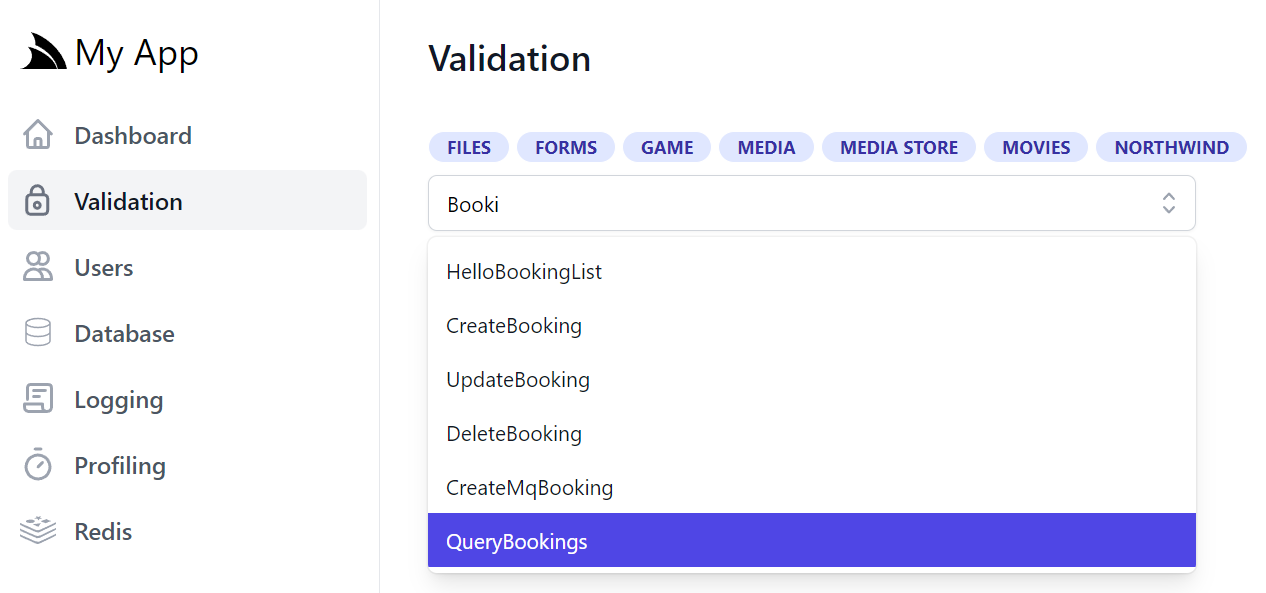 My App
Dashboard
Validation
Users
Database
Logging
Profiling
Redis
Validation
FILES FORMS GAME MEDIA MEDIA STORE MOVIES NORTHWIND
Booki
HelloBookingList
CreateBooking
UpdateBooking
DeleteBooking
CreateMqBooking
QueryBookings